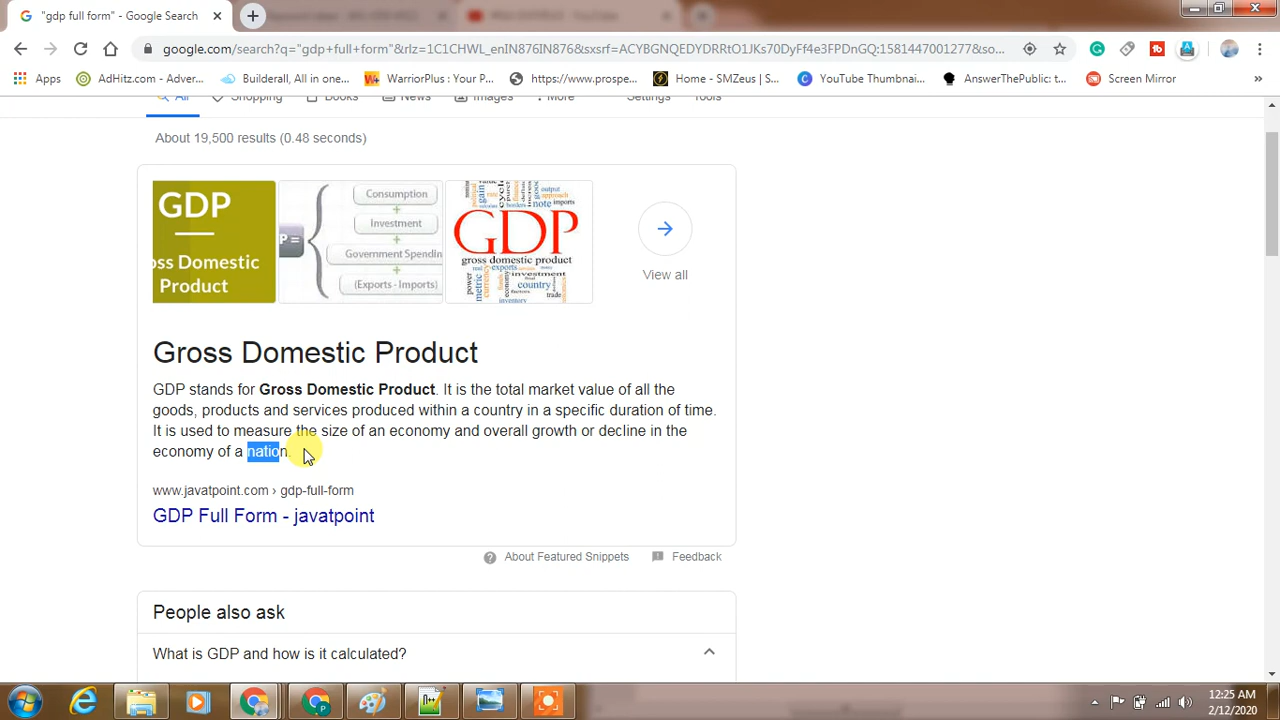 "gdp full form" - Google Search
google.com/search?q="gdp+full+form"&rlz=1C1CHWL_enIN876IN876&sxsrf=ACYBGNQEDYDRRtO1JKs70DyFf4e3FPDnGQ:1581447001277&so...
Apps AdHitz.com - Adver... Builderall, All in one... WarriorPlus : Your P... https://www.prospe... Home - SMZeus | S... YouTube Thumbnai... AnswerThePublic: t... Screen Mirror »
All Shopping Books News Images More Settings Tools
About 19,500 results (0.48 seconds)
GDP
ss Domestic
Product
P =
Consumption
+
Investment
+
Government Spendin
+
(Exports - Imports)
GDP
gross domestic product
View all
Gross Domestic Product
GDP stands for Gross Domestic Product. It is the total market value of all the
goods, products and services produced within a country in a specific duration of time.
It is used to measure the size of an economy and overall growth or decline in the
economy of a nation.
www.javatpoint.com › gdp-full-form
GDP Full Form - javatpoint
About Featured Snippets Feedback
People also ask
What is GDP and how is it calculated?
12:25 AM
2/12/2020